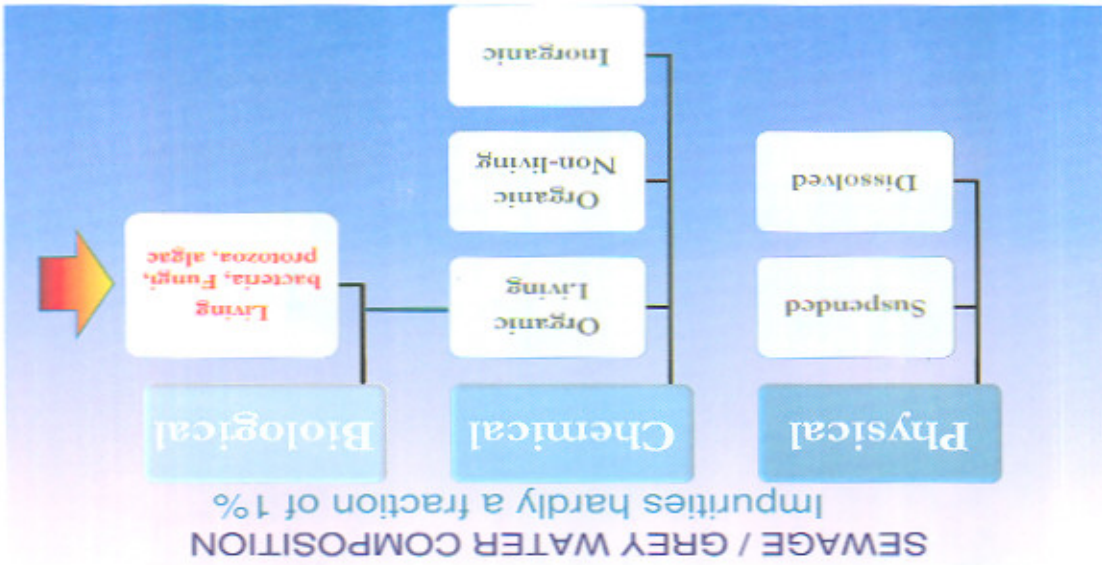 SEWAGE / GREY WATER COMPOSITION
Impurities hardly a fraction of 1%
Physical
Suspended
Dissolved
Chemical
Organic
Living
Organic
Non-living
Inorganic
Biological
Living
bacteria, Fungi,
protozoa, algae